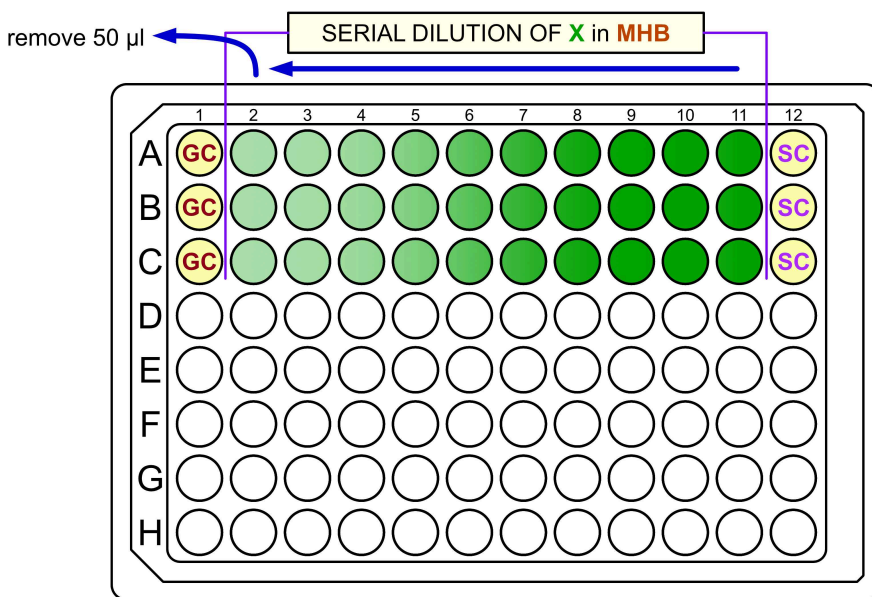 SERIAL DILUTION OF X in MHB
remove 50 µl
1 2 3 4 5 6 7 8 9 10 11 12
A GC SC
B GC SC
C GC SC
D
E
F
G
H